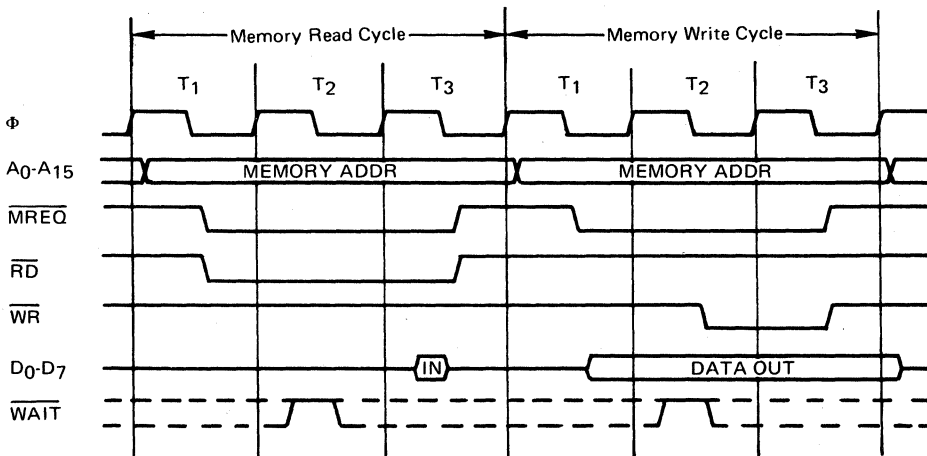 Memory Read Cycle Memory Write Cycle
T1 T2 T3 T1 T2 T3
Φ
A0-A15 MEMORY ADDR MEMORY ADDR
MREQ
RD
WR
D0-D7 IN DATA OUT
WAIT